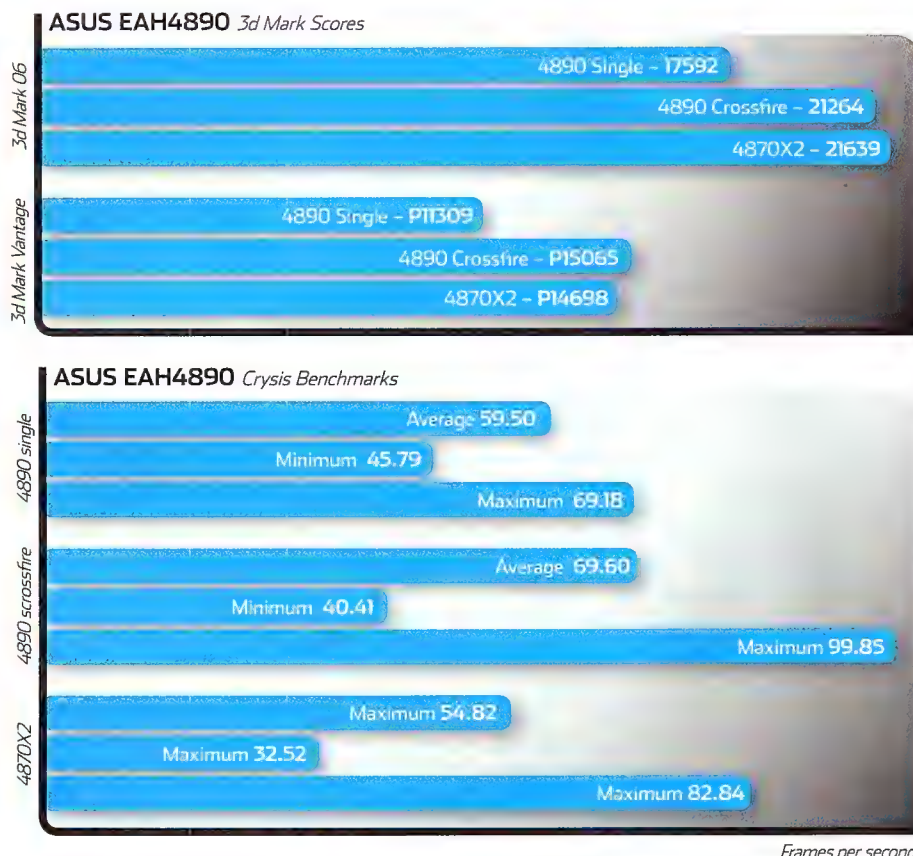 ASUS EAH4890 3d Mark Scores
3d Mark 06
4890 Single – 17592
4890 Crossfire – 21264
4870X2 – 21639
3d Mark Vantage
4890 Single – P11309
4890 Crossfire – P15065
4870X2 – P14698
ASUS EAH4890 Crysis Benchmarks
4890 single
Average 59.50
Minimum 45.79
Maximum 69.18
4890 scrossfire
Average 69.60
Minimum 40.41
Maximum 99.85
4870X2
Maximum 54.82
Maximum 32.52
Maximum 82.84
Frames per second